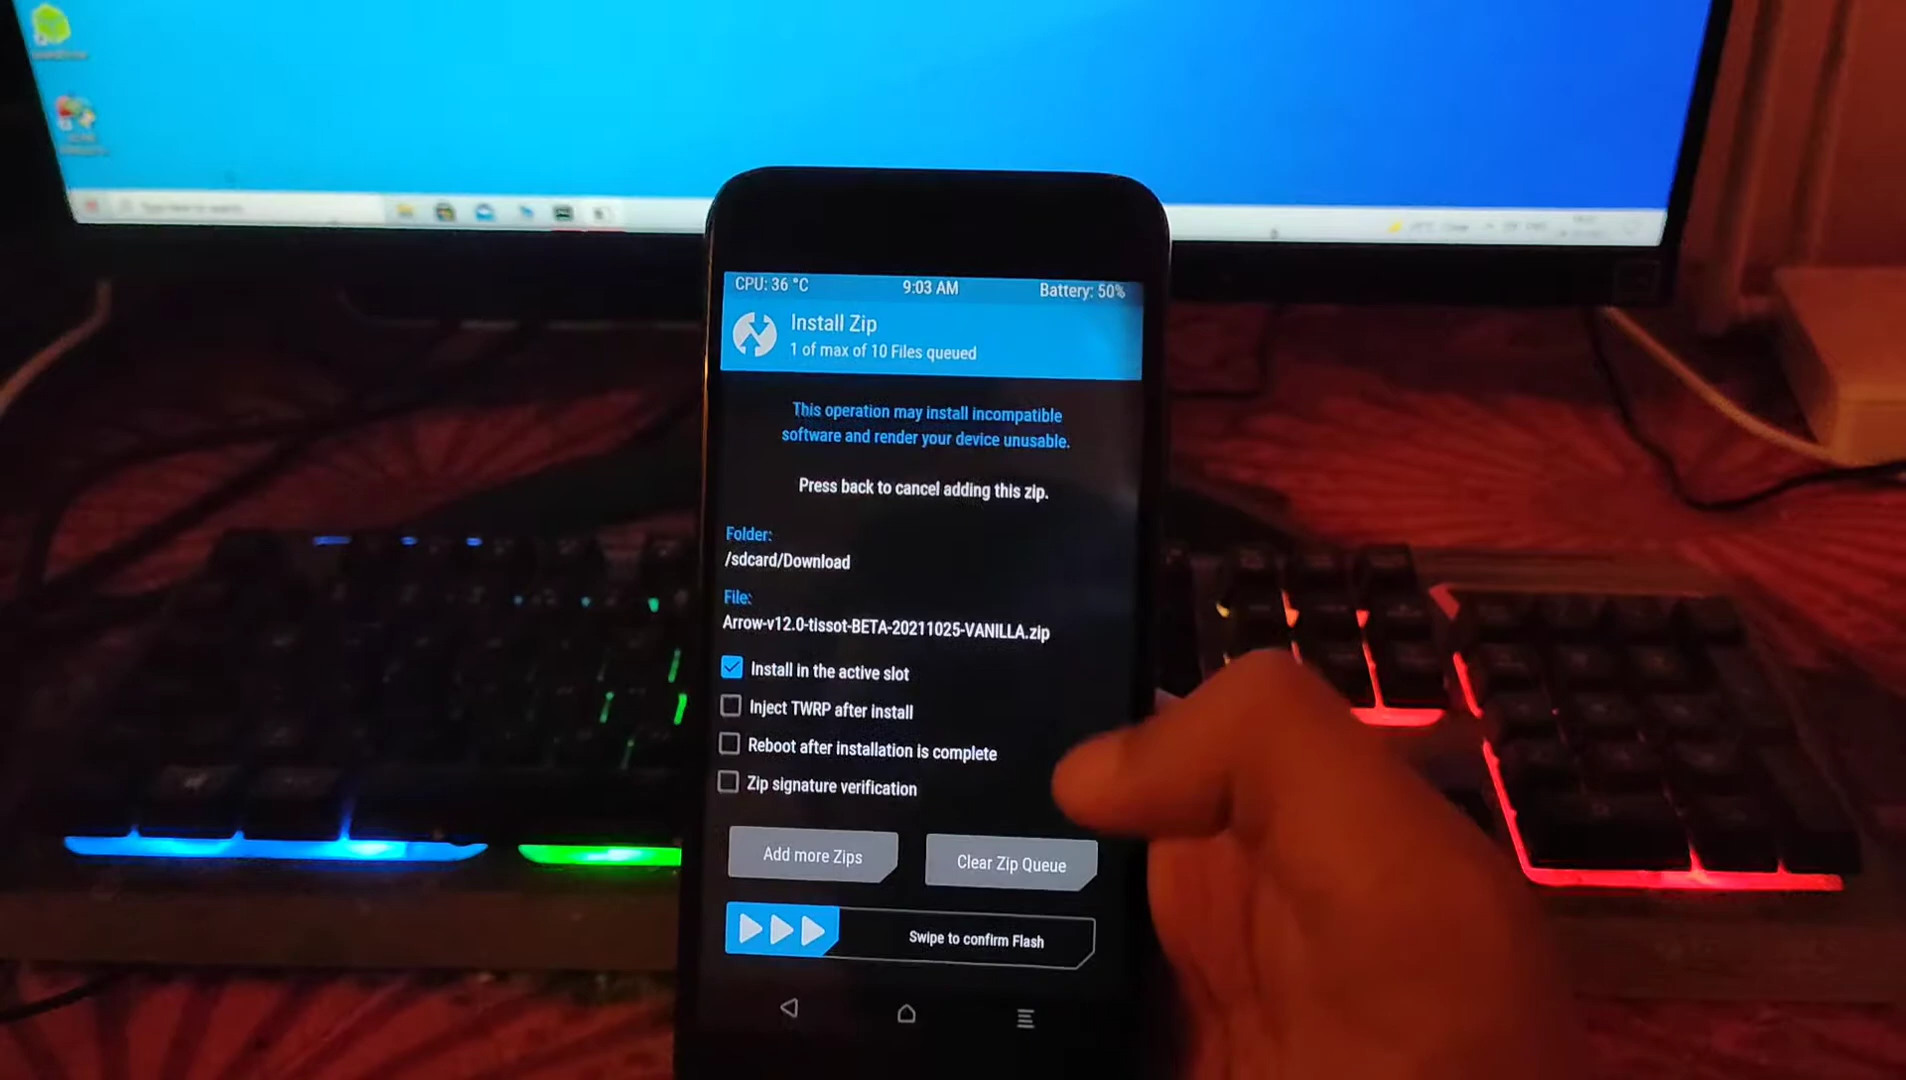 CPU: 36 °C
9:03 AM
Battery: 50%
Install Zip
1 of max of 10 Files queued
This operation may install incompatible
software and render your device unusable.
Press back to cancel adding this zip.
Folder:
/sdcard/Download
File:
Arrow-v12.0-tissot-BETA-20211025-VANILLA.zip
Install in the active slot
Inject TWRP after install
Reboot after installation is complete
Zip signature verification
Add more Zips
Clear Zip Queue
Swipe to confirm Flash